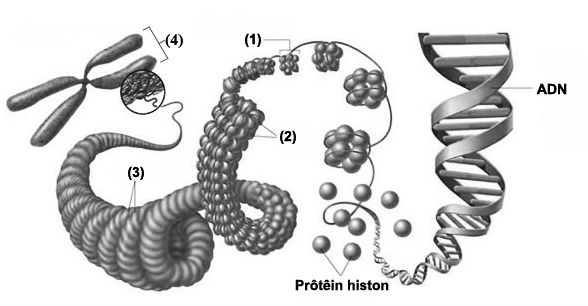 (4)
(1)
ADN
(2)
(3)
Prôtêin histon